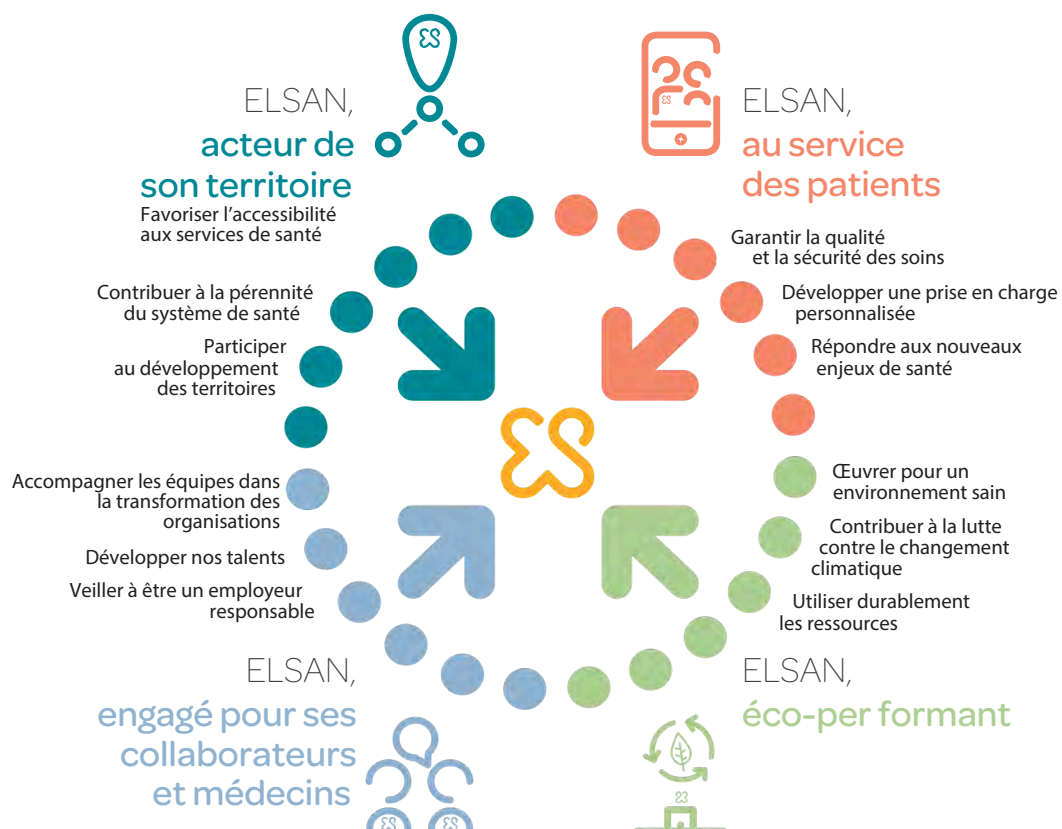 ELSAN,
acteur de
son territoire
Favoriser l'accessibilité
aux services de santé
Contribuer à la pérennité
du système de santé
Participer
au développement
des territoires
ELSAN,
au service
des patients
Garantir la qualité
et la sécurité des soins
Développer une prise en charge
personnalisée
Répondre aux nouveaux
enjeux de santé
Accompagner les équipes dans
la transformation des
organisations
Développer nos talents
Veiller à être un employeur
responsable
ELSAN,
engagé pour ses
collaborateurs
et médecins
Œuvrer pour un
environnement sain
Contribuer à la lutte
contre le changement
climatique
Utiliser durablement
les ressources
ELSAN,
éco-per formant